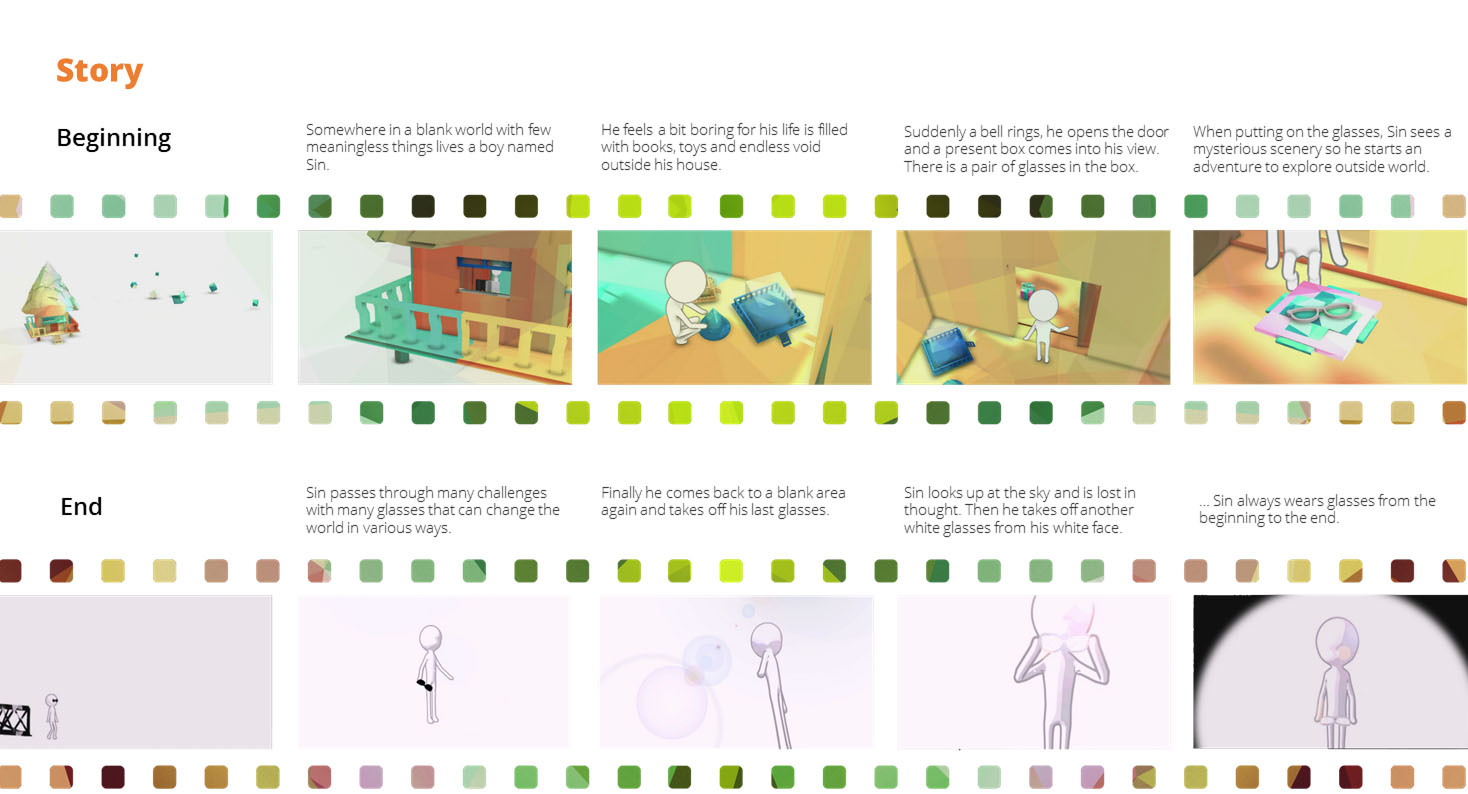 Story
Beginning
Somewhere in a blank world with few
meaningless things lives a boy named
Sin.
He feels a bit boring for his life is filled
with books, toys and endless void
outside his house.
Suddenly a bell rings, he opens the door
and a present box comes into his view.
There is a pair of glasses in the box.
When putting on the glasses, Sin sees a
mysterious scenery so he starts an
adventure to explore outside world.
End
Sin passes through many challenges
with many glasses that can change the
world in various ways.
Finally he comes back to a blank area
again and takes off his last glasses.
Sin looks up at the sky and is lost in
thought. Then he takes off another
white glasses from his white face.
... Sin always wears glasses from the
beginning to the end.